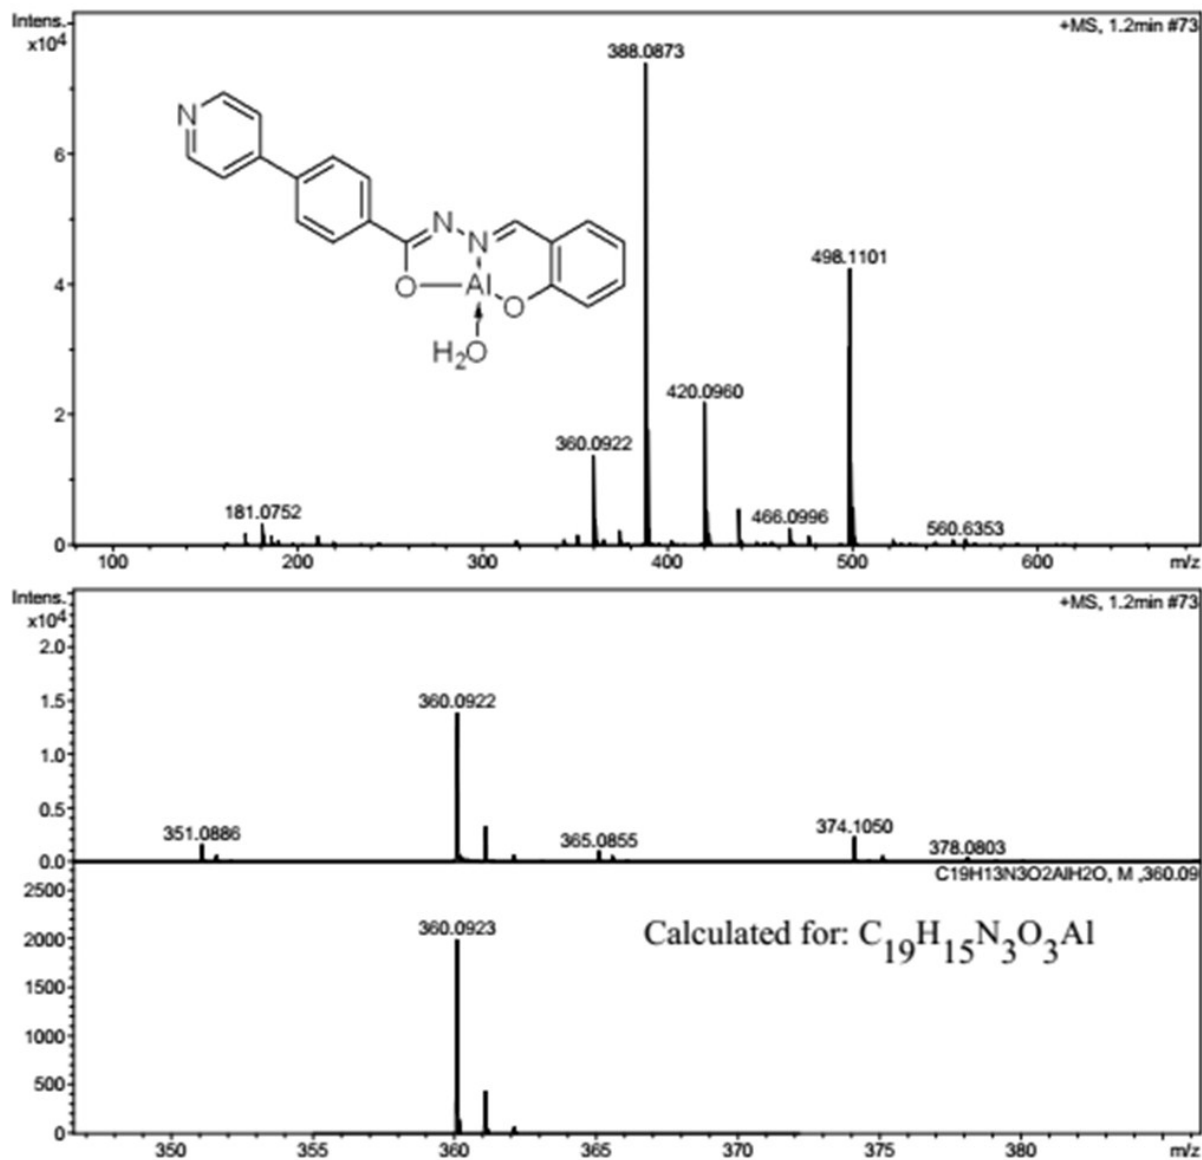 Intens.
x10⁴
+MS, 1.2min #73
388.0873
6
498.1101
4
420.0960
2
360.0922
181.0752
466.0996
560.6353
0
100 200 300 400 500 600 m/z
N
N
N
O
Al
O
H₂O
Intens.
x10⁴
+MS, 1.2min #73
2.0
360.0922
1.5
1.0
0.5
351.0886
365.0855
374.1050
378.0803
0.0
C19H13N3O2AlH2O, M ,360.09
2500
360.0923
Calculated for: C₁₉H₁₅N₃O₃Al
2000
1500
1000
500
0
350 355 360 365 370 375 380 m/z